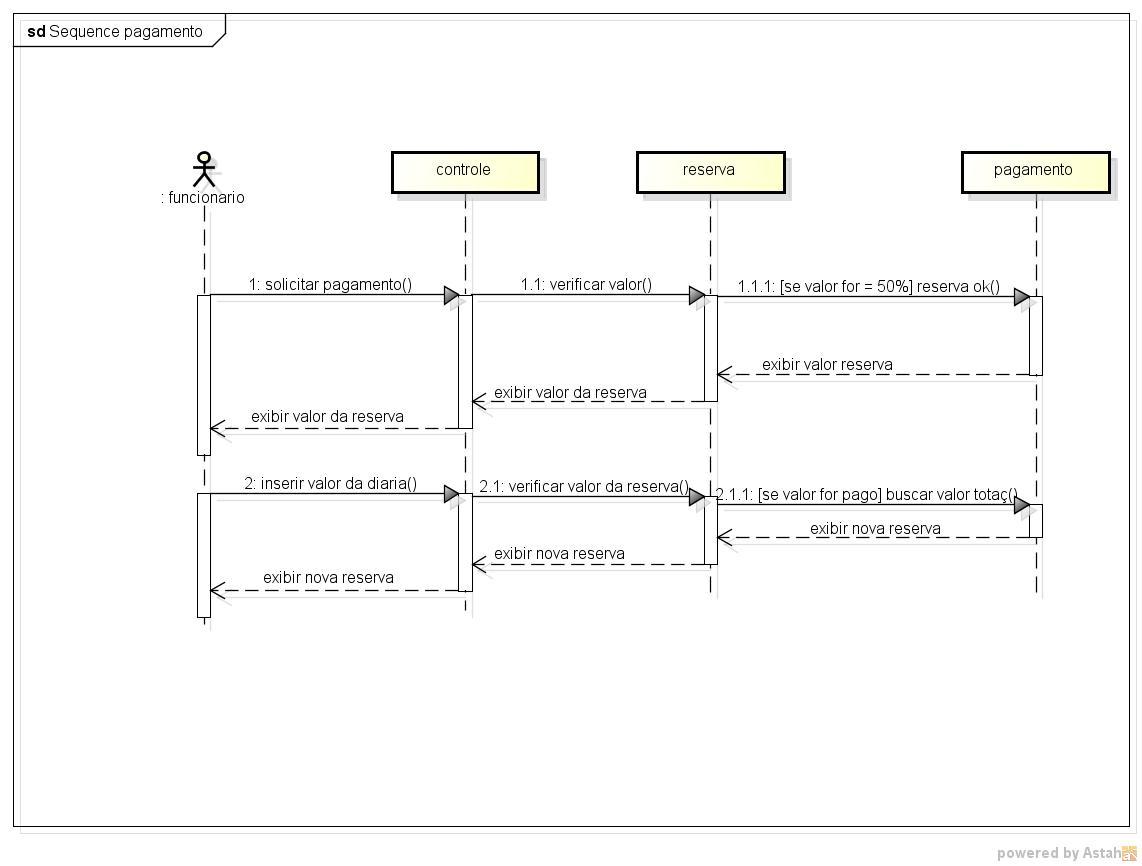 sd Sequence pagamento
: funcionario
controle
reserva
pagamento
1: solicitar pagamento()
1.1: verificar valor()
1.1.1: [se valor for = 50%] reserva ok()
exibir valor reserva
exibir valor da reserva
exibir valor da reserva
2: inserir valor da diaria()
2.1: verificar valor da reserva()
2.1.1: [se valor for pago] buscar valor totaç()
exibir nova reserva
exibir nova reserva
exibir nova reserva
powered by Astah